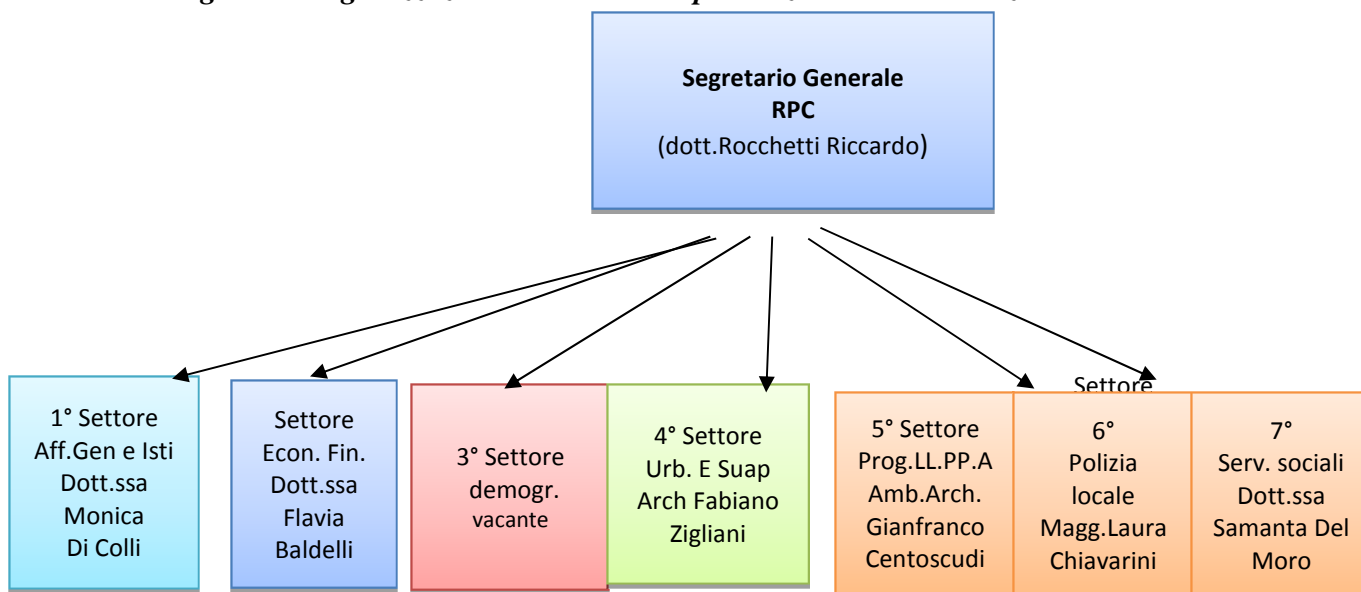 Segretario Generale
RPC
(dott.Rocchetti Riccardo)
1° Settore
Aff.Gen e Isti
Dott.ssa
Monica
Di Colli
Settore
Econ. Fin.
Dott.ssa
Flavia
Baldelli
3° Settore
demogr.
vacante
4° Settore
Urb. E Suap
Arch Fabiano
Zigliani
5° Settore
Prog.LL.PP.A
Amb.Arch.
Gianfranco
Centoscudi
Settore
6°
Polizia
locale
Magg.Laura
Chiavarini
7°
Serv. sociali
Dott.ssa
Samanta Del
Moro